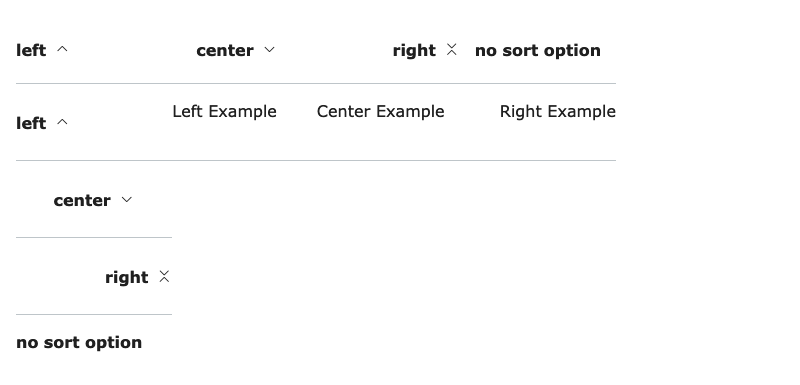 left center right no sort option
left Left Example Center Example Right Example
center
right
no sort option